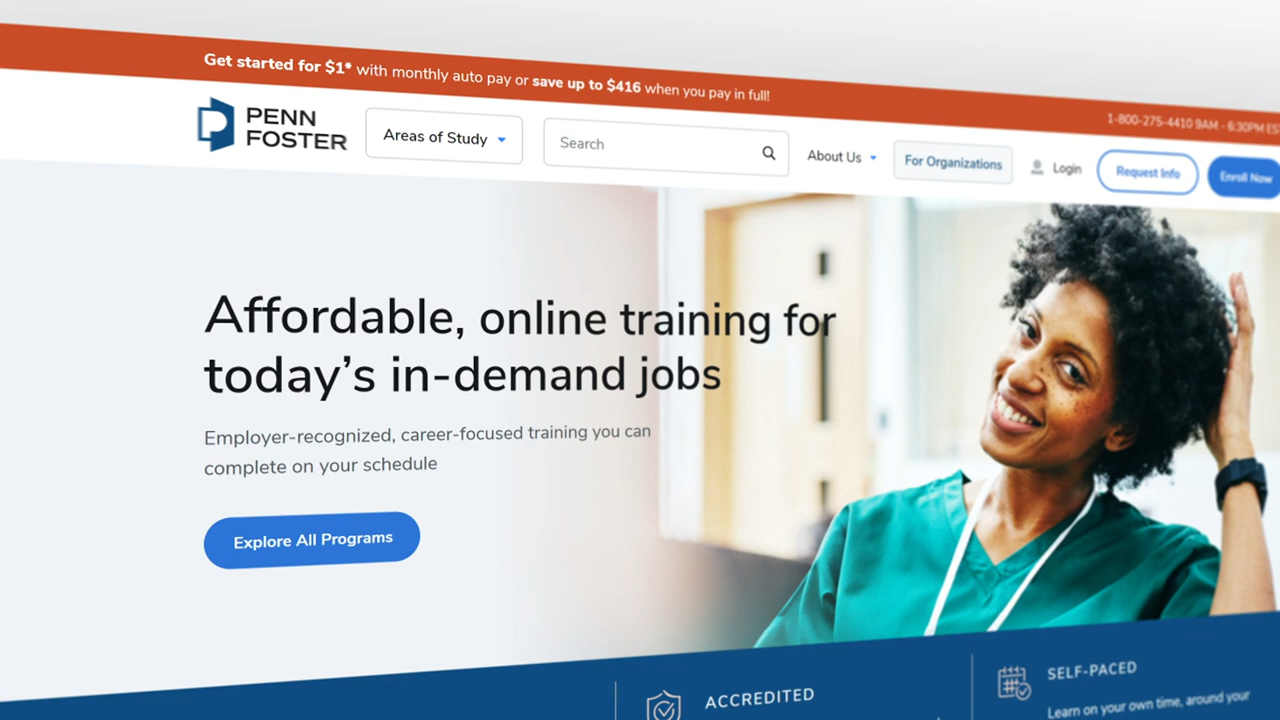 Get started for $1* with monthly auto pay or save up to $416 when you pay in full!
1-800-275-4410 9AM - 6:30PM ES
PENN
FOSTER
Areas of Study
Search
About Us
For Organizations
Login
Request Info
Enroll Now
Affordable, online training for
today’s in-demand jobs
Employer-recognized, career-focused training you can
complete on your schedule
Explore All Programs
ACCREDITED
SELF-PACED
Learn on your own time, around your